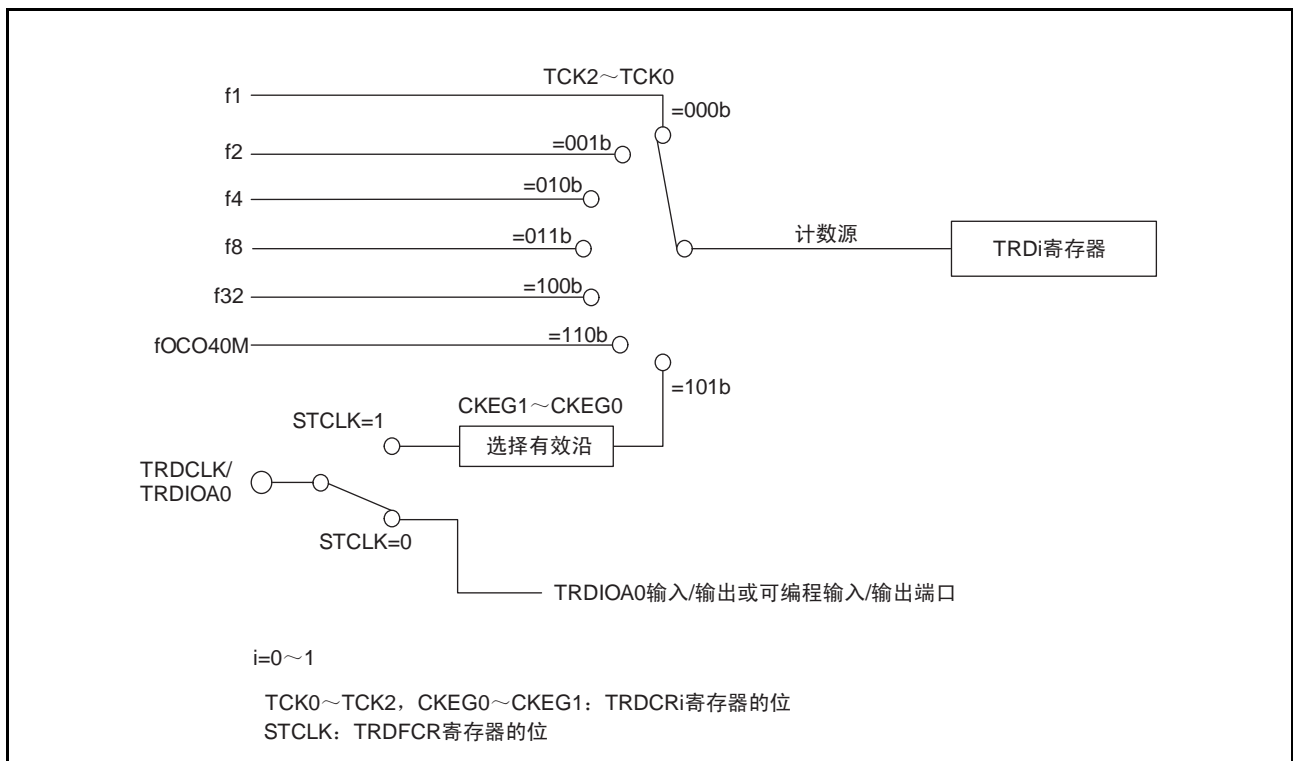 TCK2～TCK0
f1
=000b
f2
=001b
f4
=010b
f8
=011b
计数源
TRDi寄存器
f32
=100b
fOCO40M
=110b
=101b
CKEG1～CKEG0
STCLK=1
选择有效沿
TRDCLK/
TRDIOA0
STCLK=0
TRDIOA0输入/输出或可编程输入/输出端口
i=0～1
TCK0～TCK2，CKEG0～CKEG1：TRDCRi寄存器的位
STCLK：TRDFCR寄存器的位